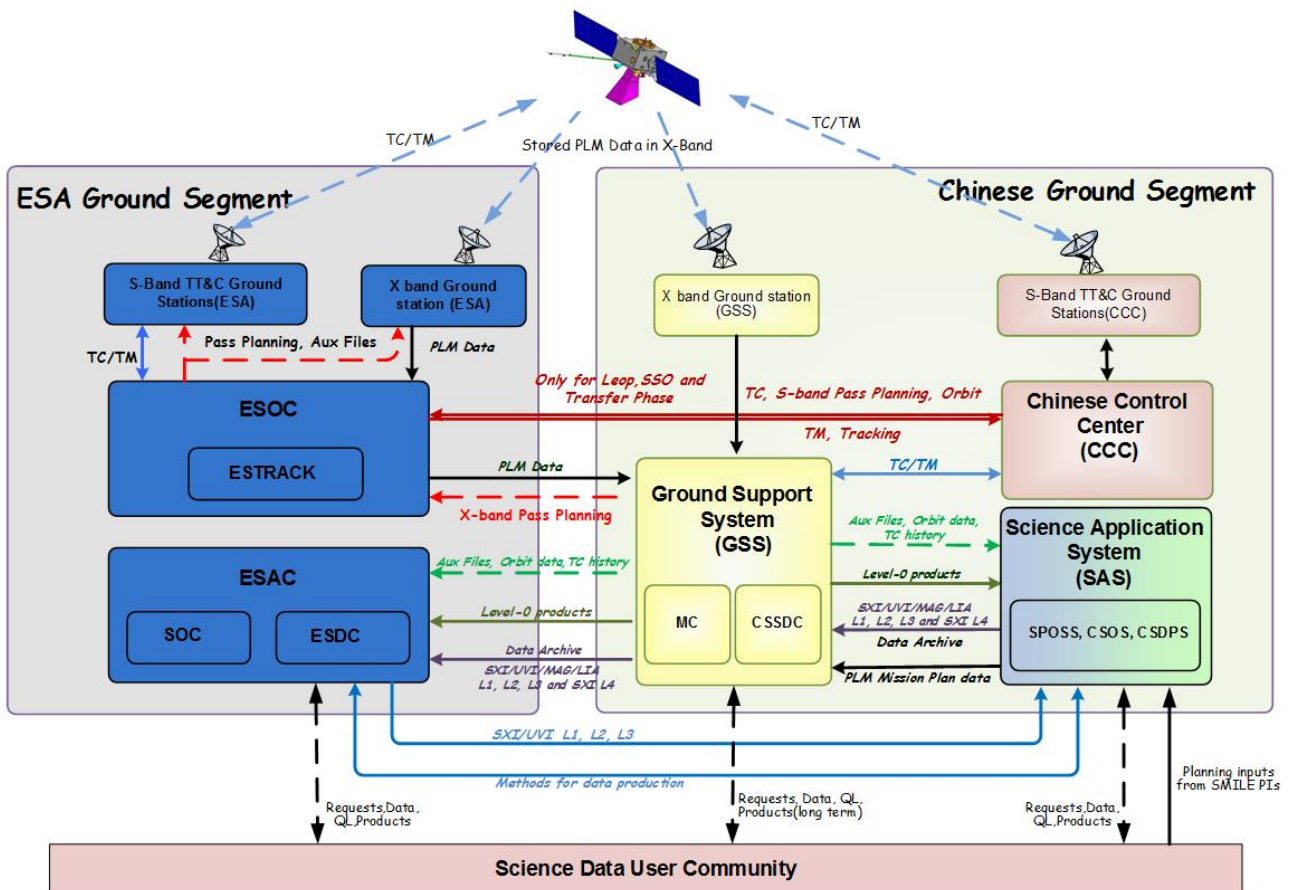 TC/TM
Stored PLM Data in X-Band
TC/TM
ESA Ground Segment
Chinese Ground Segment
S-Band TT&C Ground
Stations(ESA)
X band Ground
station (ESA)
X band Ground station
(GSS)
S-Band TT&C Ground
Stations(CCC)
TC/TM
Pass Planning, Aux Files
PLM Data
ESOC
ESTRACK
Only for Leop,SSO and
Transfer Phase
TC, S-band Pass Planning, Orbit
TM, Tracking
Chinese Control
Center
(CCC)
PLM Data
X-band Pass Planning
Ground Support
System
(GSS)
MC
CSSDC
TC/TM
Aux Files, Orbit data,
TC history
Level-0 products
SXI/UVI/MAG/LIA
L1, L2, L3 and SXI L4
Data Archive
PLM Mission Plan data
Science Application
System
(SAS)
SPOSS, CSOS, CSDPS
ESAC
SOC
ESDC
Aux Files, Orbit data,TC history
Level-0 products
Data Archive
SXI/UVI/MAG/LIA
L1, L2, L3 and SXI L4
SXI/UVI L1, L2, L3
Methods for data production
Requests,Data,
QL,Products
Requests, Data, QL,
Products(long term)
Requests,Data,
QL,Products
Planning inputs
from SMILE PIs
Science Data User Community